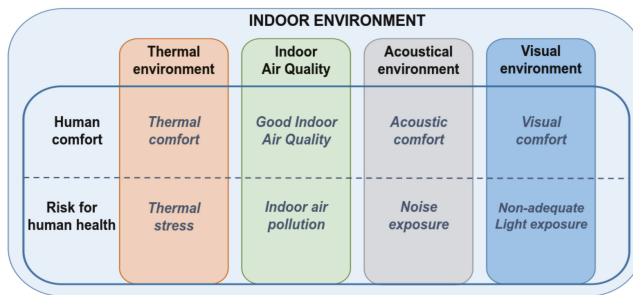 INDOOR ENVIRONMENT
Thermal environment
Indoor Air Quality
Acoustical environment
Visual environment
Human comfort
Thermal comfort
Good Indoor Air Quality
Acoustic comfort
Visual comfort
Risk for human health
Thermal stress
Indoor air pollution
Noise exposure
Non-adequate Light exposure